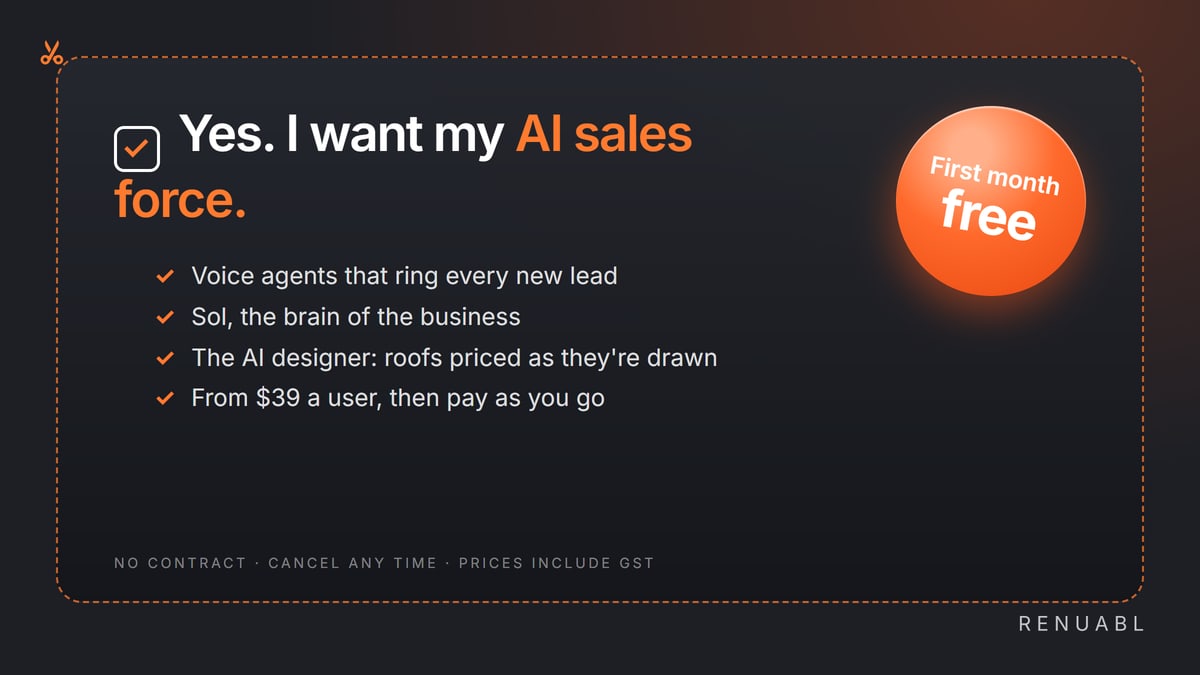 Yes. I want my AI sales
force.
First month
free
Voice agents that ring every new lead
Sol, the brain of the business
The AI designer: roofs priced as they're drawn
From $39 a user, then pay as you go
NO CONTRACT · CANCEL ANY TIME · PRICES INCLUDE GST
RENUABL